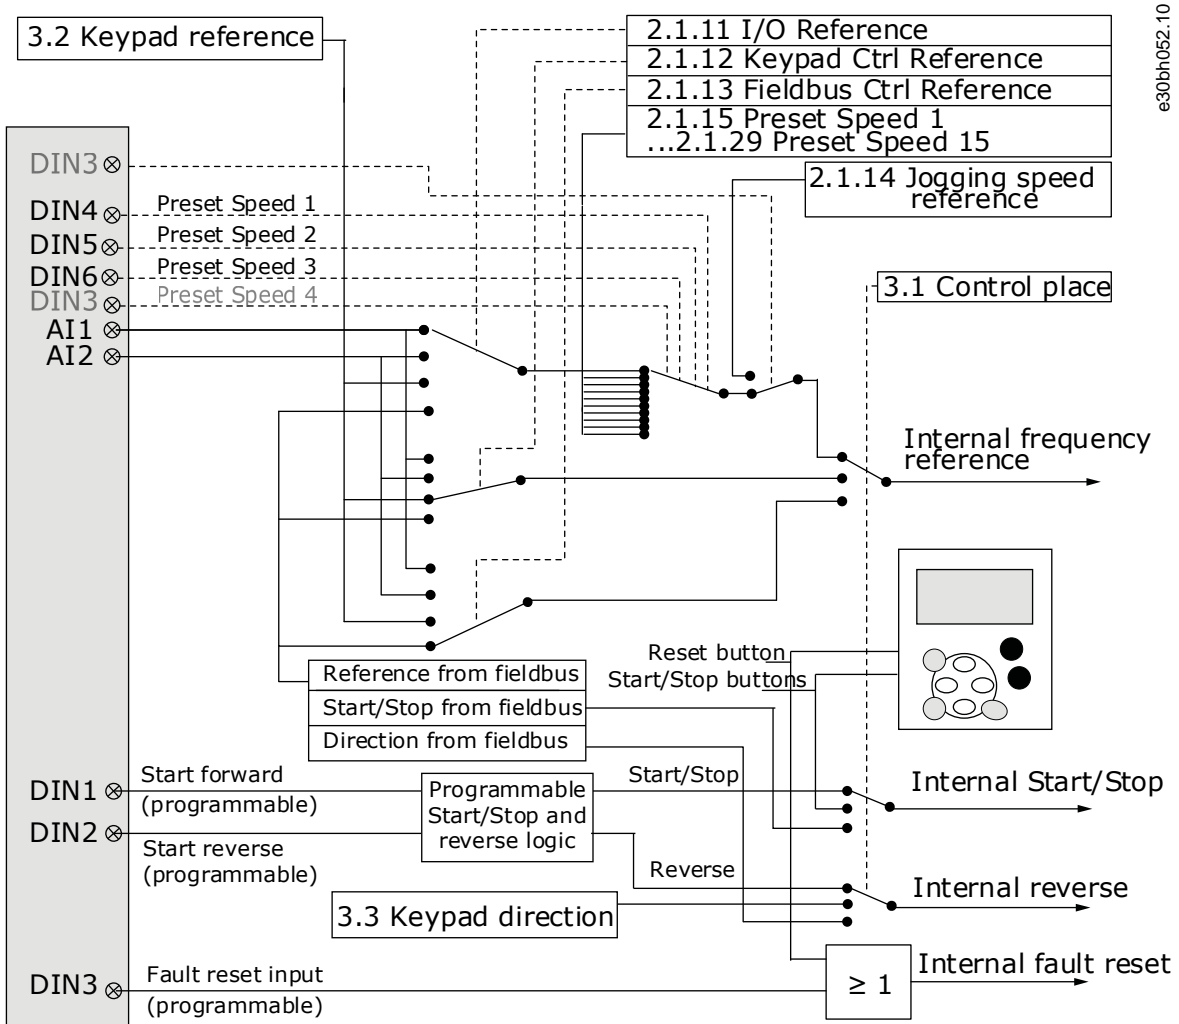 e30bh052.10
3.2 Keypad reference
2.1.11 I/O Reference
2.1.12 Keypad Ctrl Reference
2.1.13 Fieldbus Ctrl Reference
2.1.15 Preset Speed 1
...2.1.29 Preset Speed 15
2.1.14 Jogging speed
reference
DIN3
DIN4
Preset Speed 1
DIN5
Preset Speed 2
DIN6
Preset Speed 3
DIN3
Preset Speed 4
AI1
AI2
3.1 Control place
Internal frequency
reference
Reset button
Start/Stop buttons
Reference from fieldbus
Start/Stop from fieldbus
Direction from fieldbus
DIN1
Start forward
(programmable)
DIN2
Start reverse
(programmable)
Programmable
Start/Stop and
reverse logic
Start/Stop
Internal Start/Stop
Reverse
Internal reverse
3.3 Keypad direction
DIN3
Fault reset input
(programmable)
≥ 1
Internal fault reset